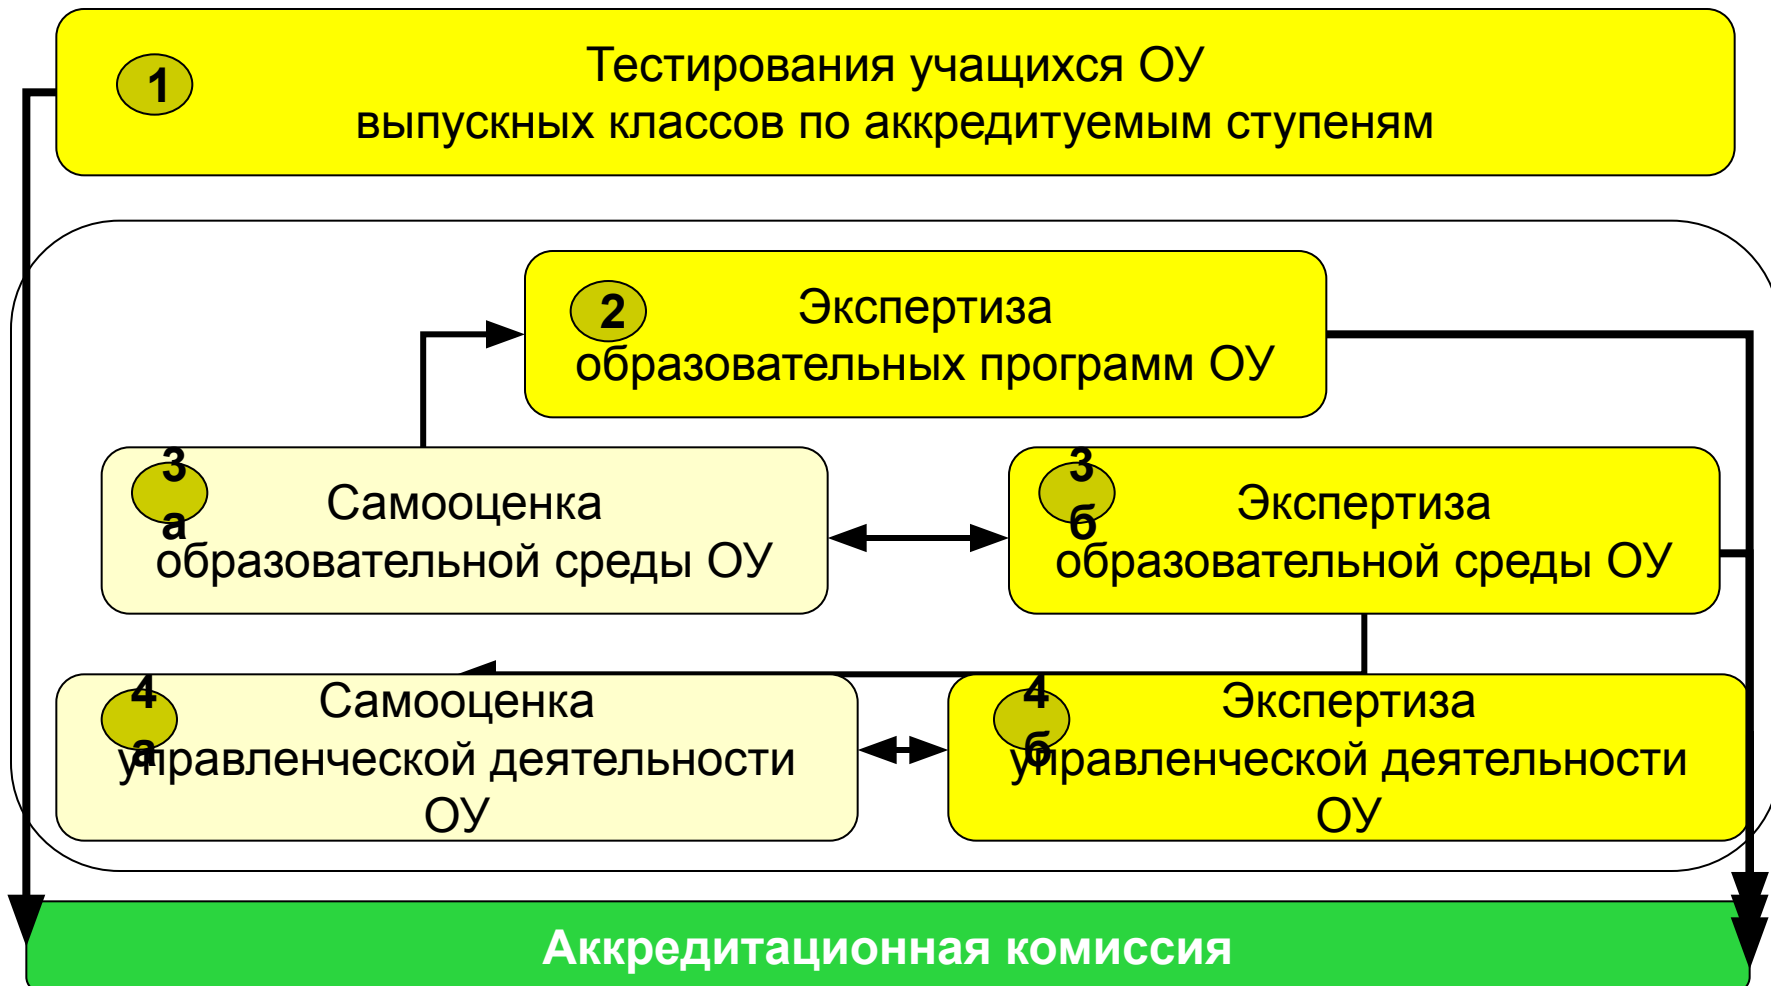 1
Тестирования учащихся ОУ
выпускных классов по аккредитуемым ступеням
2
Экспертиза
образовательных программ ОУ
3
а
Самооценка
образовательной среды ОУ
3
б
Экспертиза
образовательной среды ОУ
4
а
Самооценка
управленческой деятельности
ОУ
4
б
Экспертиза
управленческой деятельности
ОУ
Аккредитационная комиссия